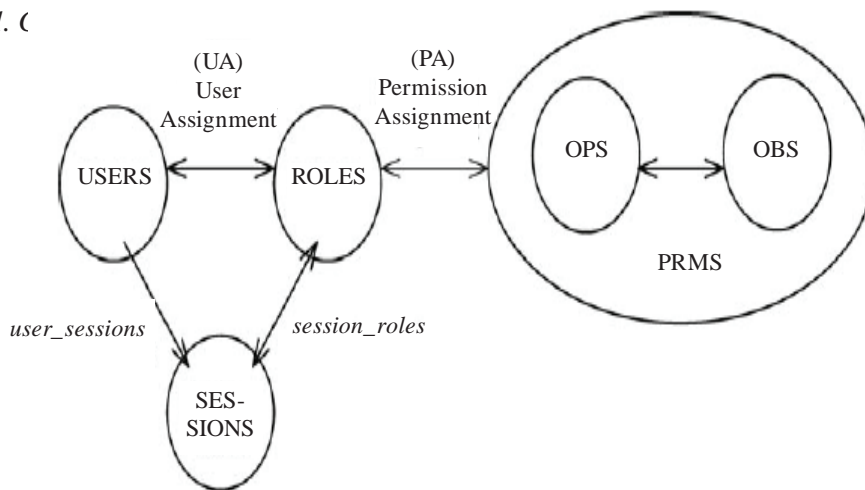 (UA)
User
Assignment
(PA)
Permission
Assignment
USERS
ROLES
OPS
OBS
PRMS
user_sessions
session_roles
SES-
SIONS